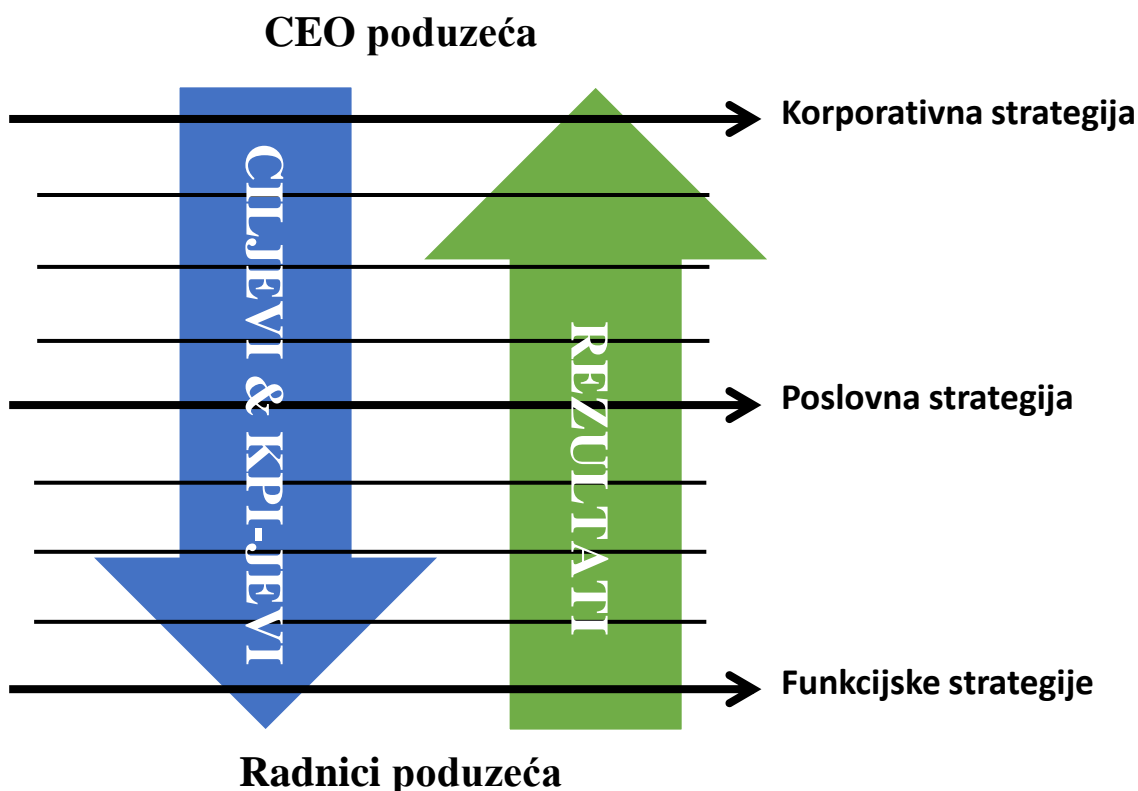 CEO poduzeća
Korporativna strategija
CILJEVI & KPI-JEVI
REZULTATI
Poslovna strategija
Funkcijske strategije
Radnici poduzeća